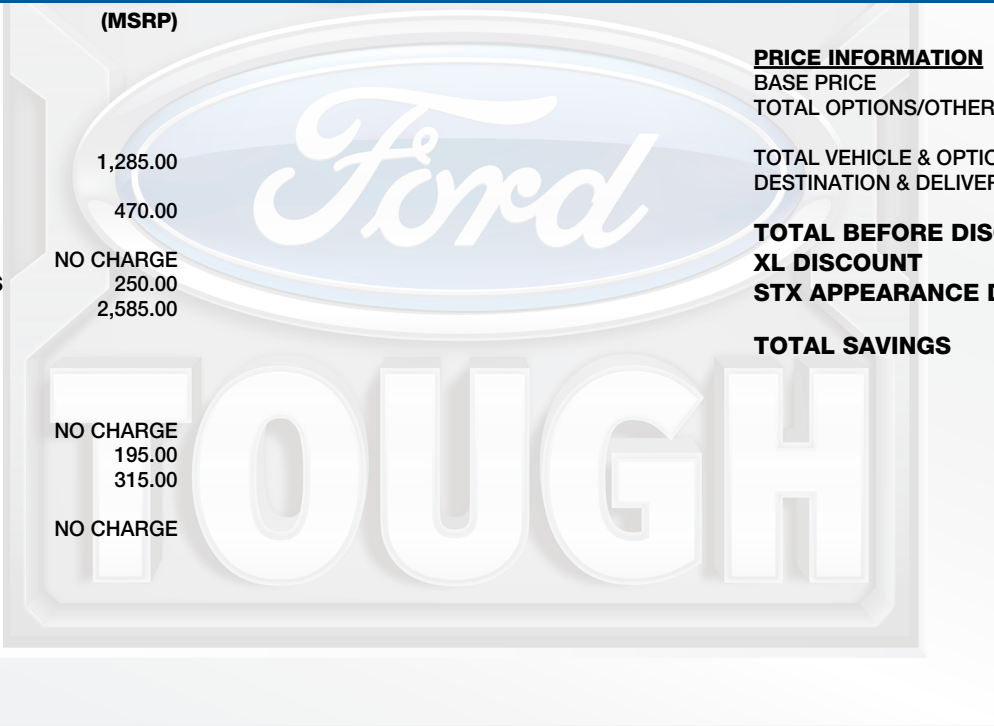 (MSRP)
1,285.00
470.00
NO CHARGE
S 250.00
2,585.00
NO CHARGE
195.00
315.00
NO CHARGE
PRICE INFORMATION
BASE PRICE
TOTAL OPTIONS/OTHER
TOTAL VEHICLE & OPTIO
DESTINATION & DELIVER
TOTAL BEFORE DISC
XL DISCOUNT
STX APPEARANCE D
TOTAL SAVINGS
Ford
TOUGH